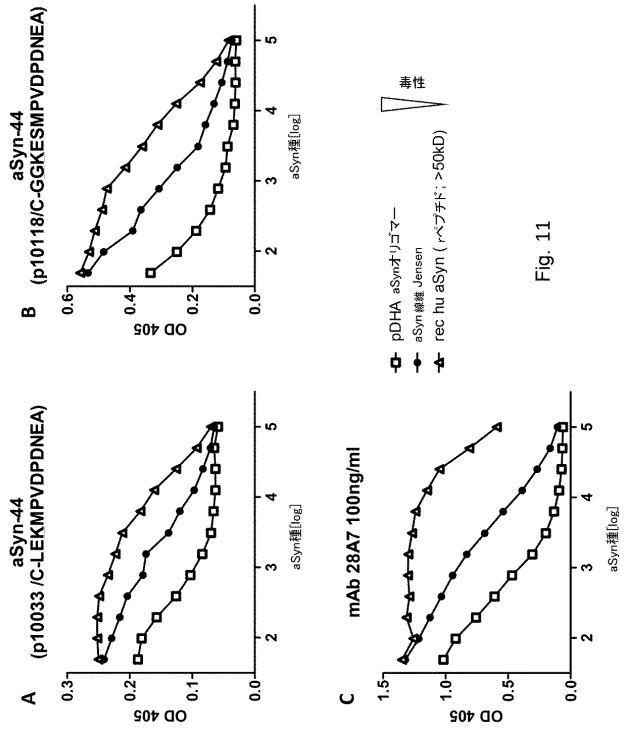 A
aSyn-44
(p10033 /C-LEKMPVDPDNEA)
OD 405
0.3
0.2
0.1
0.0
2
3
4
5
aSyn種[log]
B
aSyn-44
(p10118/C-GGKESMPVDPDNEA)
OD 405
0.6
0.4
0.2
0.0
2
3
4
5
aSyn種[log]
C
mAb 28A7 100ng/ml
OD 405
1.5
1.0
0.5
0.0
2
3
4
5
aSyn種[log]
pDHA aSynオリゴマー
aSyn 線維 Jensen
rec hu aSyn ( rペプチド; >50kD)
毒性
Fig. 11